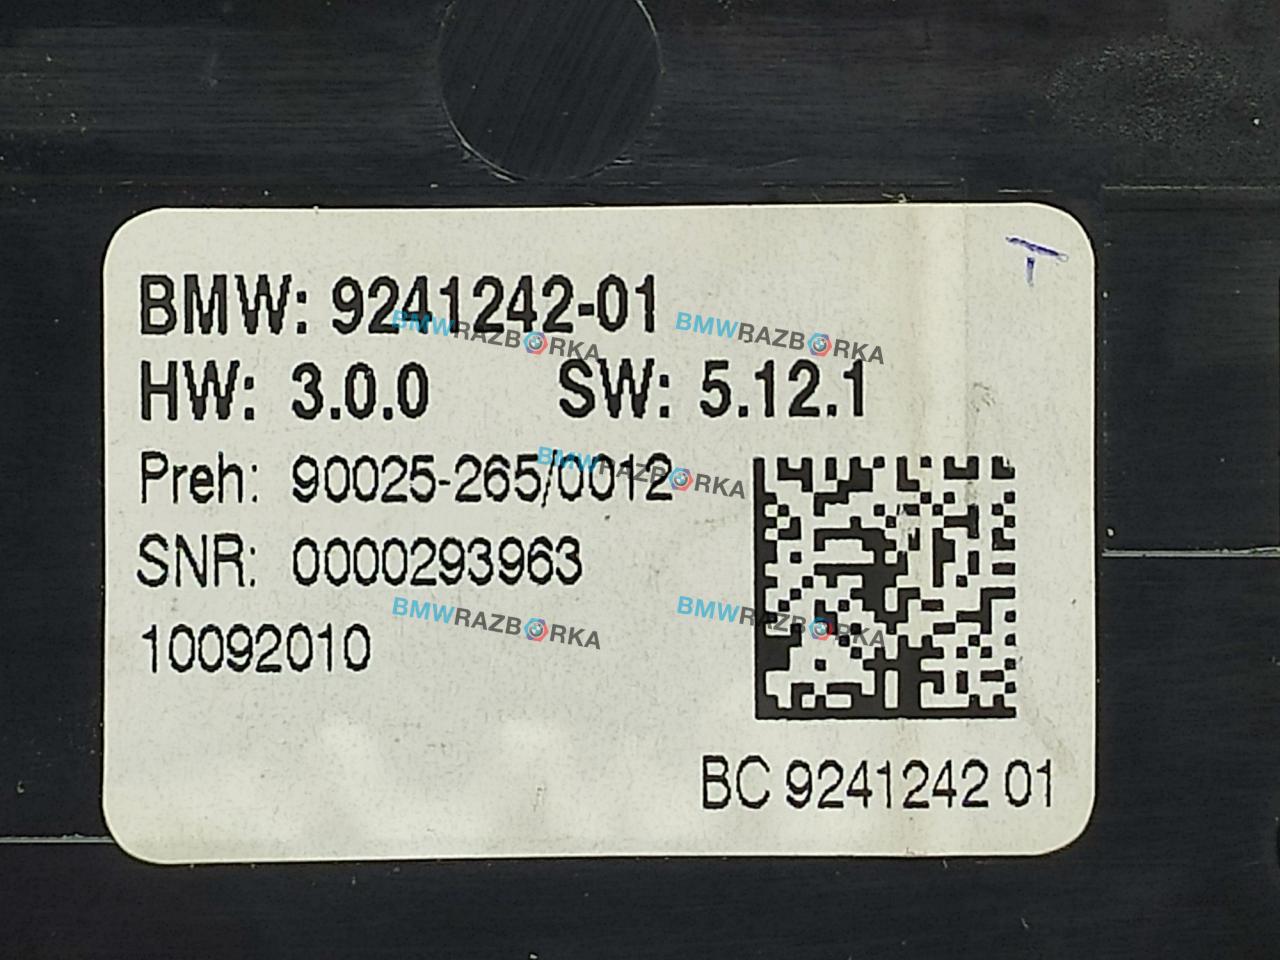 T
BMW: 9241242-01
BMWRAZBORKA BMWRAZBORKA
HW: 3.0.0 SW: 5.12.1
Preh: 90025-265/0012
BMWRAZBORKA
SNR: 0000293963
BMWRAZBORKA BMWRAZBORKA
10092010
BC 9241242 01